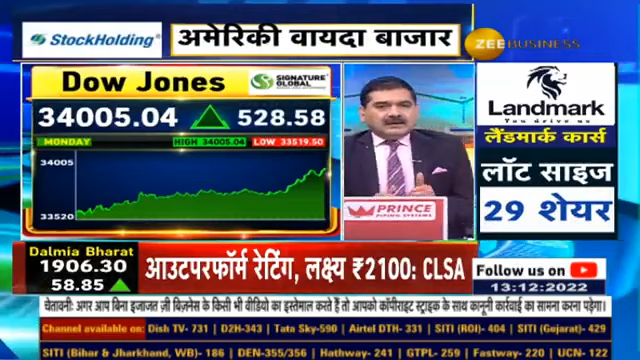 StockHolding
अमेरिकी वायदा बाजार
ZEE BUSINESS
Dow Jones
SIGNATURE GLOBAL
34005.04 528.58
MONDAY HIGH 34005.04 LOW 33519.50
34005
33520
PRINCE
PIPING SYSTEMS
Landmark
You drive us
लैंडमार्क कार्स
लॉट साइज
29 शेयर
Dalmia Bharat
1906.30
58.85
आउटपरफॉर्म रेटिंग, लक्ष्य ₹2100: CLSA
Follow us on
13-12-2022
चेतावनी: अगर आप बिना इजाजत ज़ी बिज़नेस के किसी भी वीडियो का इस्तेमाल करते हैं तो आपको कॉपीराइट स्ट्राइक के साथ कानूनी कार्रवाई का सामना करना पड़ेगा।
Channel available on: Dish TV- 731 | D2H-343 | Tata Sky-590 | Airtel DTH- 331 | SITI (ROI) - 404 | SITI (Gujarat) - 429
SITI (Bihar & Jharkhand, WB)- 186 | DEN-355/356 | Hathway- 241 | GTPL- 259 | Fastway- 220 | UCN- 122